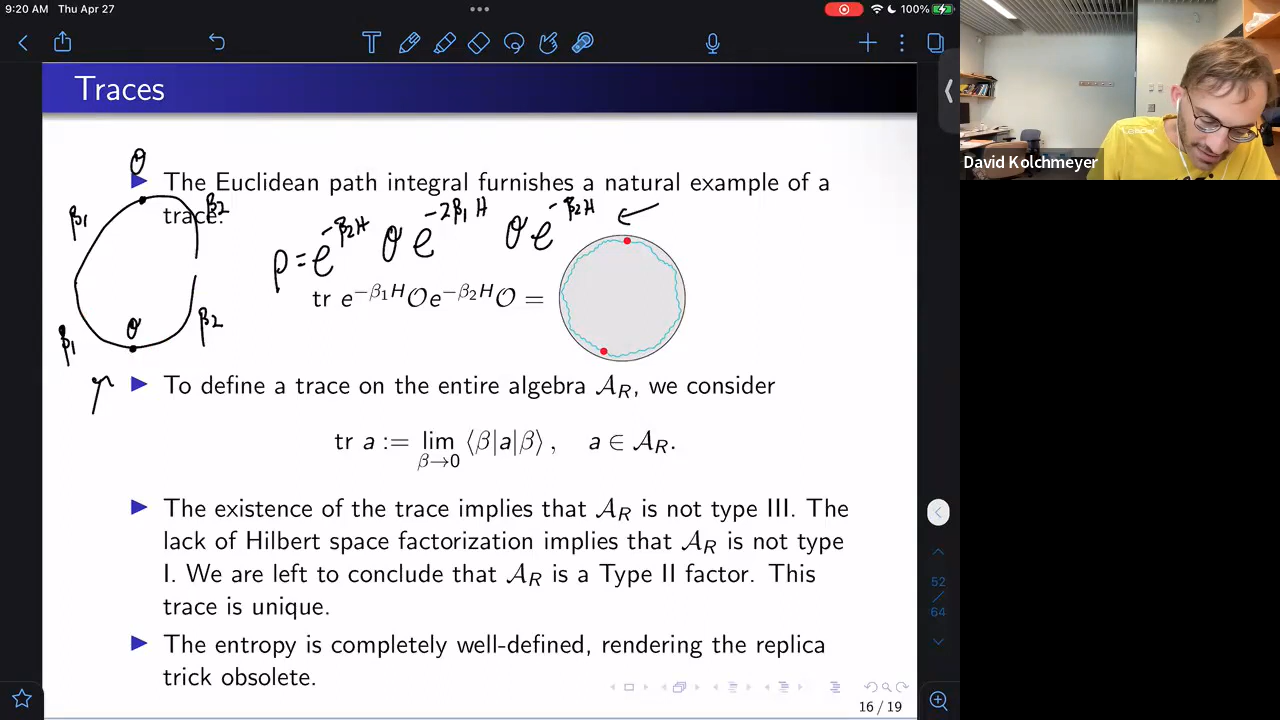 9:20 AM Thu Apr 27
100%
Traces
The Euclidean path integral furnishes a natural example of a
trace.
O
β1
β2
ρ = e^{-β2H} O e^{-2β1H} O e^{-β2H}
tr e^{−β1H}Oe^{−β2H}O =
O
β1
β2
To define a trace on the entire algebra A_R, we consider
tr a := lim_{β→0} ⟨β|a|β⟩ , a ∈ A_R.
The existence of the trace implies that A_R is not type III. The
lack of Hilbert space factorization implies that A_R is not type
I. We are left to conclude that A_R is a Type II factor. This
trace is unique.
The entropy is completely well-defined, rendering the replica
trick obsolete.
16 / 19
52
/
64
David Kolchmeyer